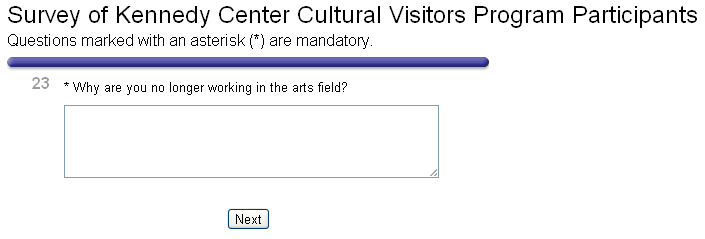 Survey of Kennedy Center Cultural Visitors Program Participants
Questions marked with an asterisk (*) are mandatory.
23 * Why are you no longer working in the arts field?
Next